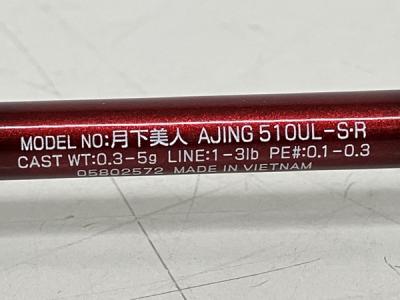 MODEL NO:月下美人 AJING 510UL-S・R
CAST WT:0.3-5g LINE:1-3lb PE#:0.1-0.3
05802572 MADE IN VIETNAM